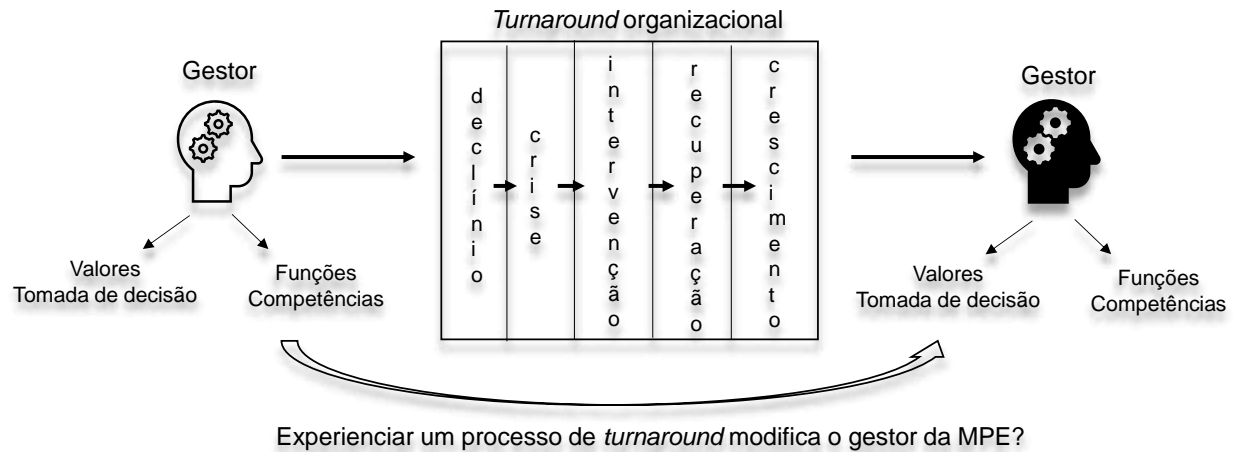 Turnaround organizacional
Gestor
declínio
crise
intervenção
recuperação
crescimento
Gestor
Valores
Tomada de decisão
Funções
Competências
Valores
Tomada de decisão
Funções
Competências
Experienciar um processo de turnaround modifica o gestor da MPE?